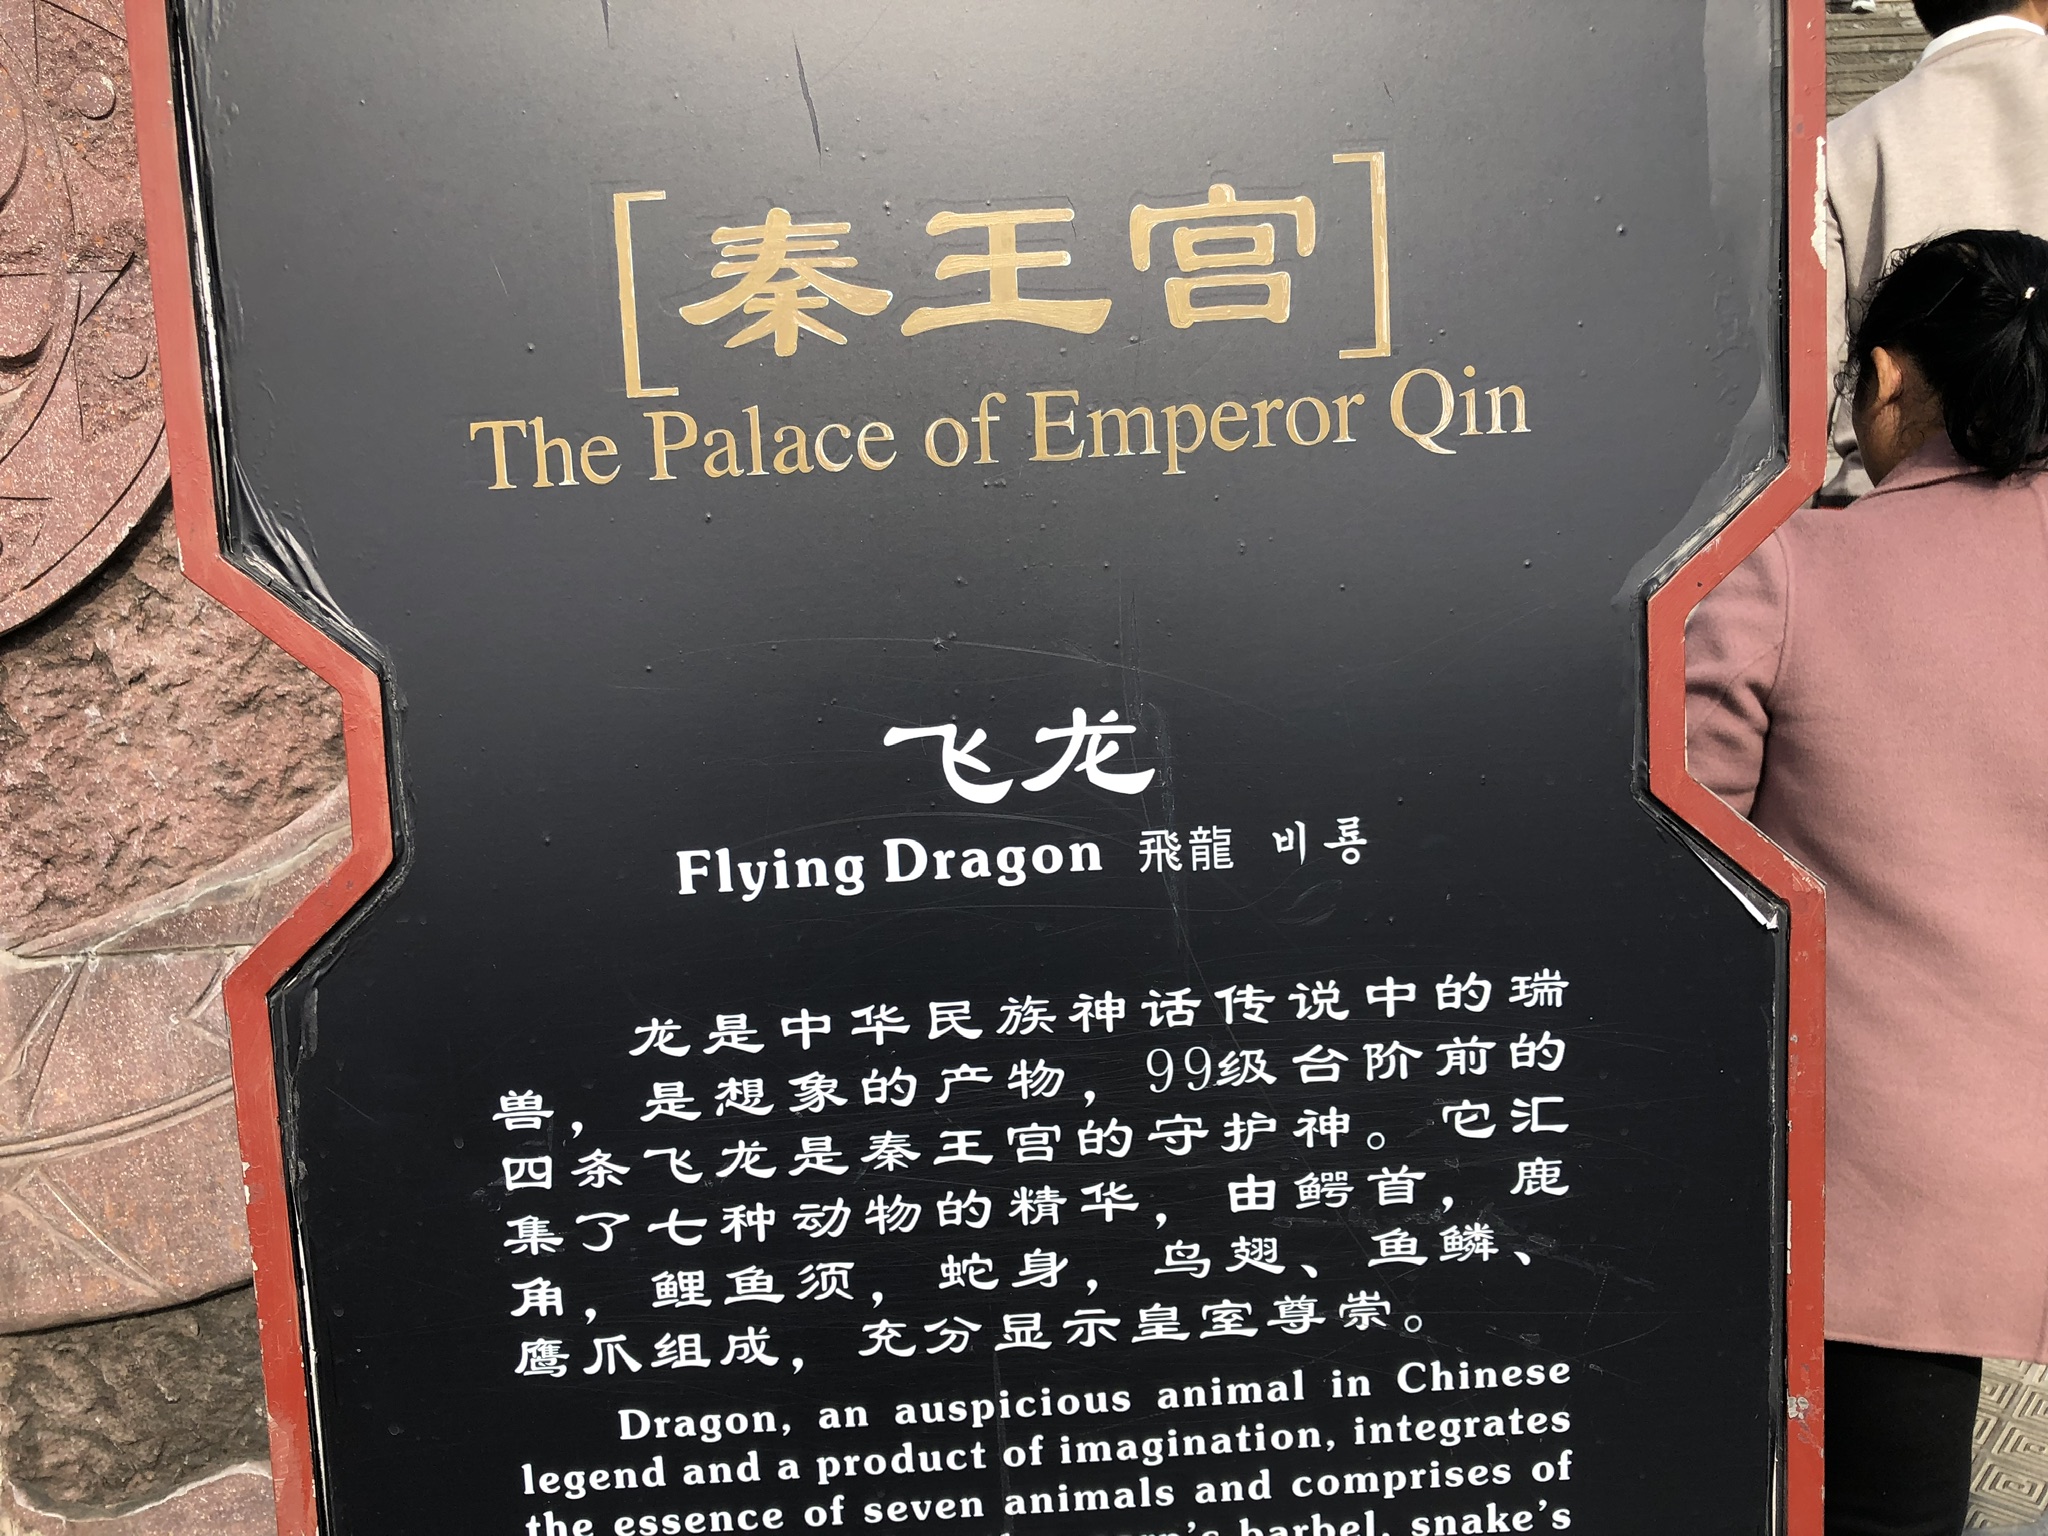 [秦王宫]
The Palace of Emperor Qin
飞龙
Flying Dragon 飛龍 비룡
龙是中华民族神话传说中的瑞
兽，是想象的产物，99级台阶前的
四条飞龙是秦王宫的守护神。它汇
集了七种动物的精华，由鳄首，鹿
角，鲤鱼须，蛇身，鸟翅、鱼鳞、
鹰爪组成，充分显示皇室尊崇。
Dragon, an auspicious animal in Chinese
legend and a product of imagination, integrates
the essence of seven animals and comprises of
barbel, snake's